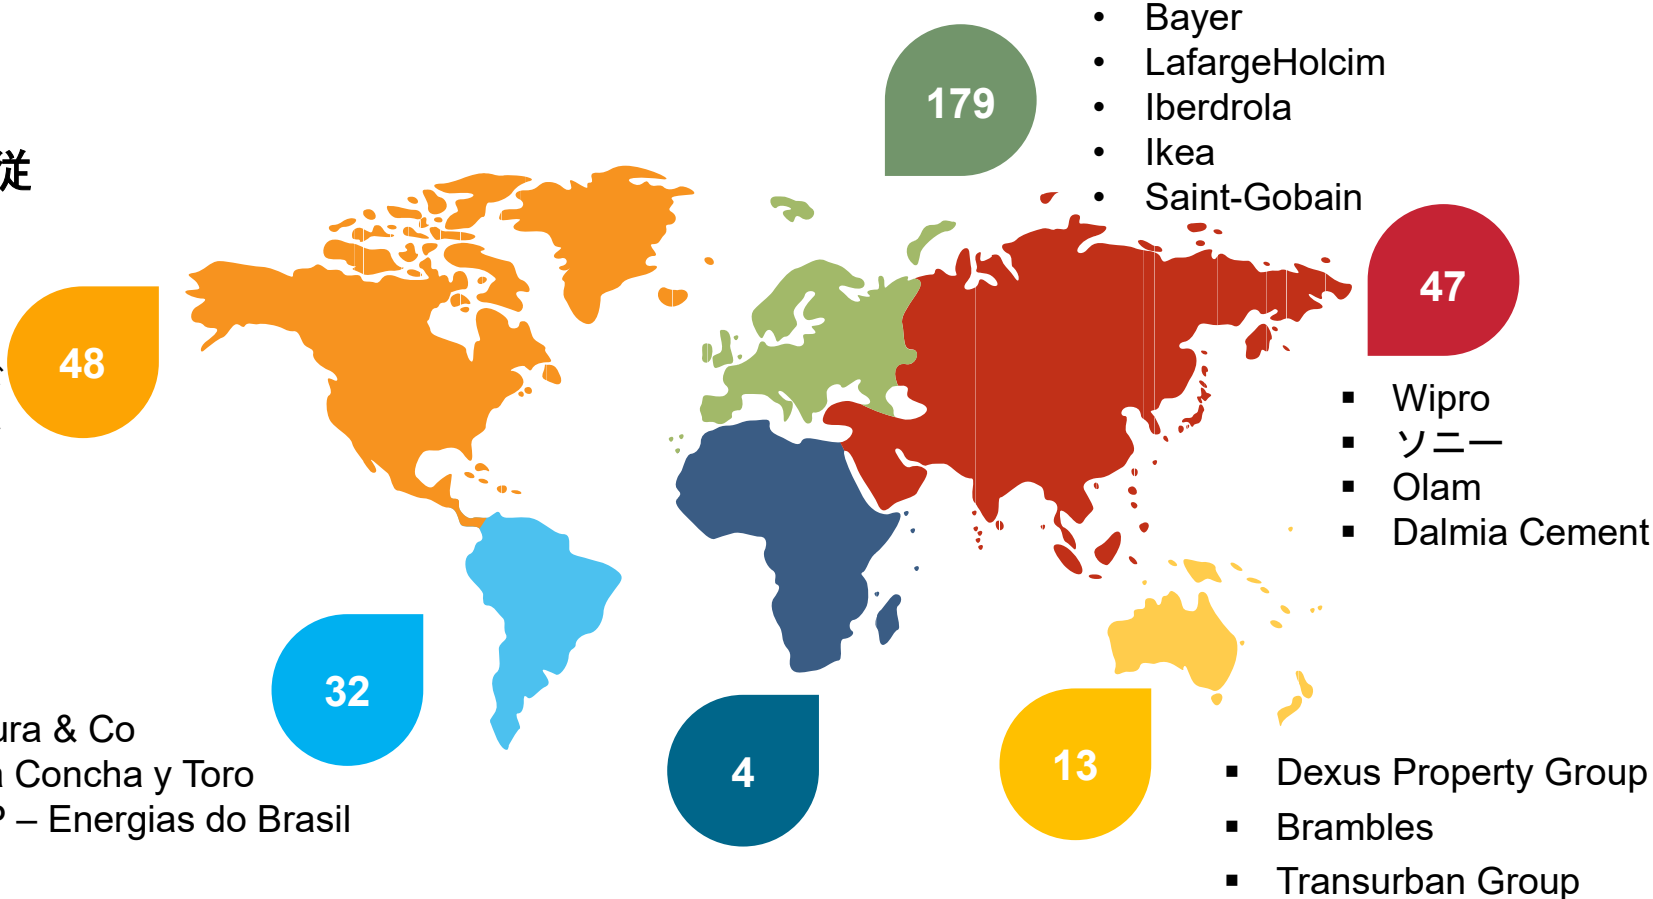 • Bayer
• LafargeHolcim
• Iberdrola
• Ikea
• Saint-Gobain
179
従
47
48
▪ Wipro
▪ ソニー
▪ Olam
▪ Dalmia Cement
32
& Co
Concha y Toro
– Energias do Brasil
4
13
▪ Dexus Property Group
▪ Brambles
▪ Transurban Group